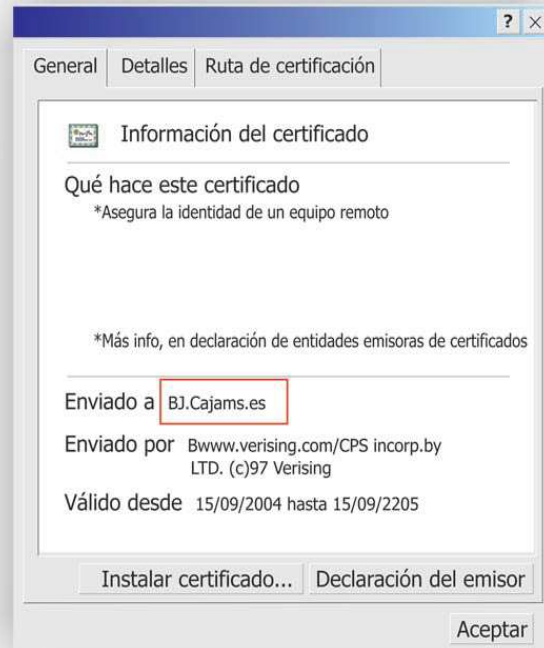 ? ×
General Detalles Ruta de certificación
Información del certificado
Qué hace este certificado
*Asegura la identidad de un equipo remoto
*Más info, en declaración de entidades emisoras de certificados
Enviado a BJ.Cajams.es
Enviado por Bwww.verising.com/CPS incorp.by
LTD. (c)97 Verising
Válido desde 15/09/2004 hasta 15/09/2205
Instalar certificado... Declaración del emisor
Aceptar